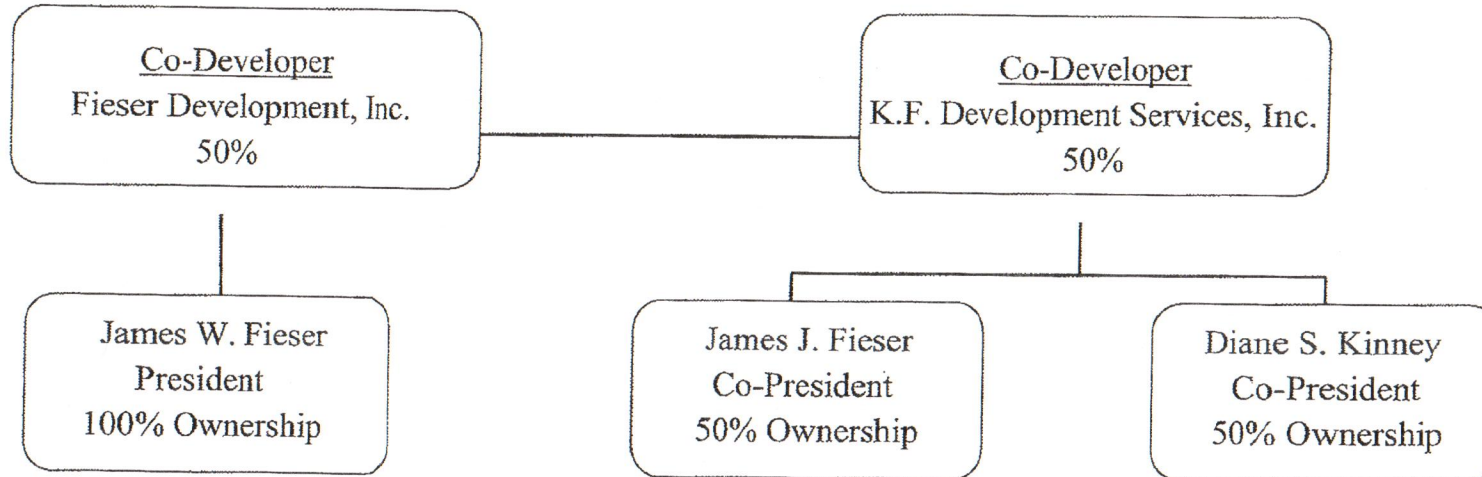 Co-Developer
Fieser Development, Inc.
50%
Co-Developer
K.F. Development Services, Inc.
50%
James W. Fieser
President
100% Ownership
James J. Fieser
Co-President
50% Ownership
Diane S. Kinney
Co-President
50% Ownership